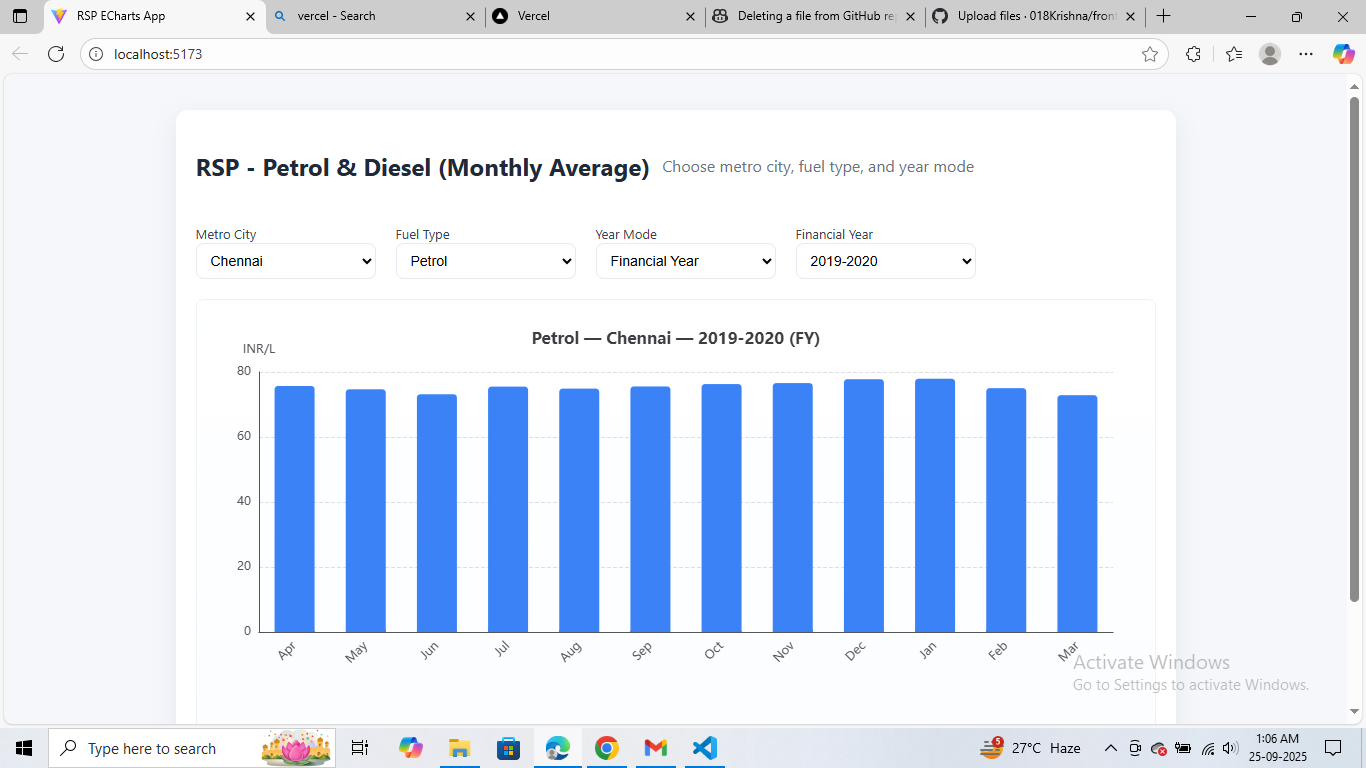 RSP ECharts App
vercel - Search
Vercel
Deleting a file from GitHub re
Upload files · 018Krishna/fron
localhost:5173
RSP - Petrol & Diesel (Monthly Average)
Choose metro city, fuel type, and year mode
Metro City
Fuel Type
Year Mode
Financial Year
Chennai
Petrol
Financial Year
2019-2020
Petrol — Chennai — 2019-2020 (FY)
INR/L
80
60
40
20
0
Apr
May
Jun
Jul
Aug
Sep
Oct
Nov
Dec
Jan
Feb
Mar
Activate Windows
Go to Settings to activate Windows.
Type here to search
5
27°C Haze
1:06 AM
25-09-2025